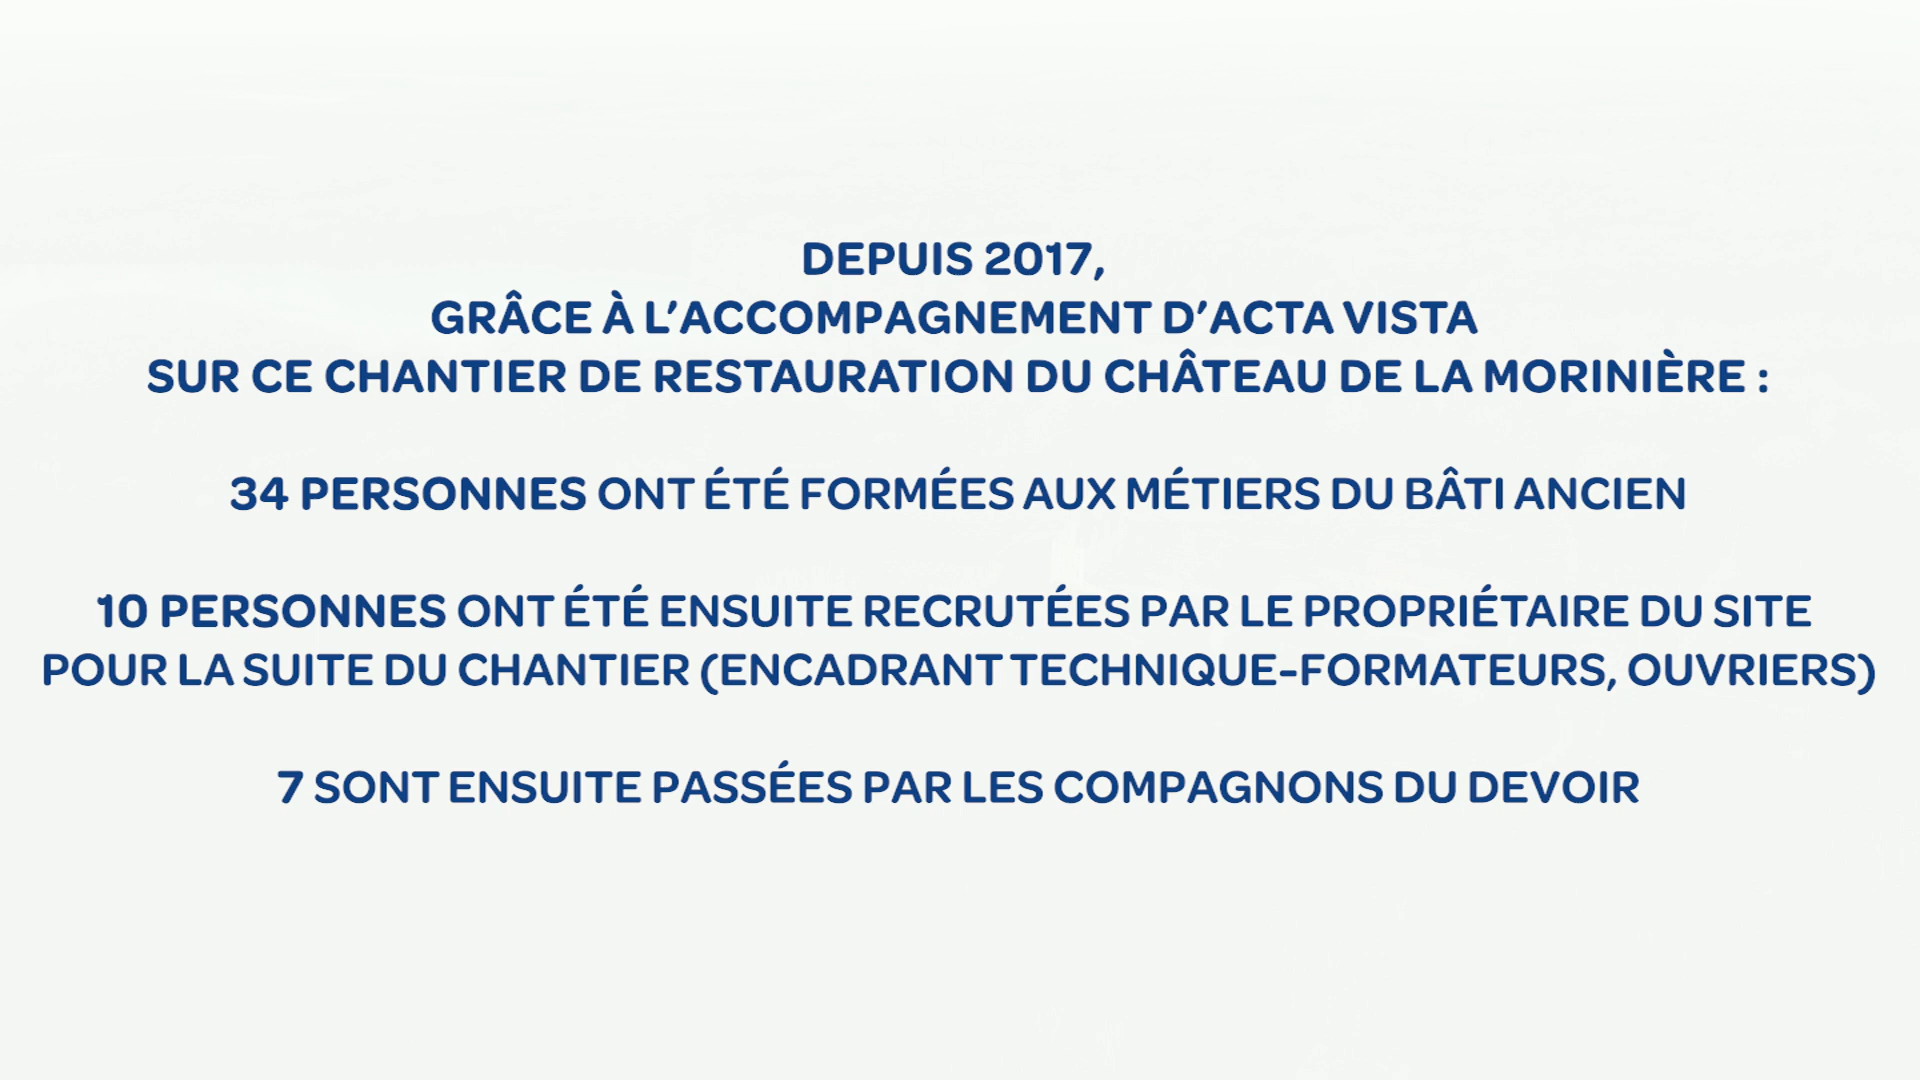 DEPUIS 2017,
GRÂCE À L’ACCOMPAGNEMENT D’ACTA VISTA
SUR CE CHANTIER DE RESTAURATION DU CHÂTEAU DE LA MORINIÈRE :
34 PERSONNES ONT ÉTÉ FORMÉES AUX MÉTIERS DU BÂTI ANCIEN
10 PERSONNES ONT ÉTÉ ENSUITE RECRUTÉES PAR LE PROPRIÉTAIRE DU SITE
POUR LA SUITE DU CHANTIER (ENCADRANT TECHNIQUE-FORMATEURS, OUVRIERS)
7 SONT ENSUITE PASSÉES PAR LES COMPAGNONS DU DEVOIR